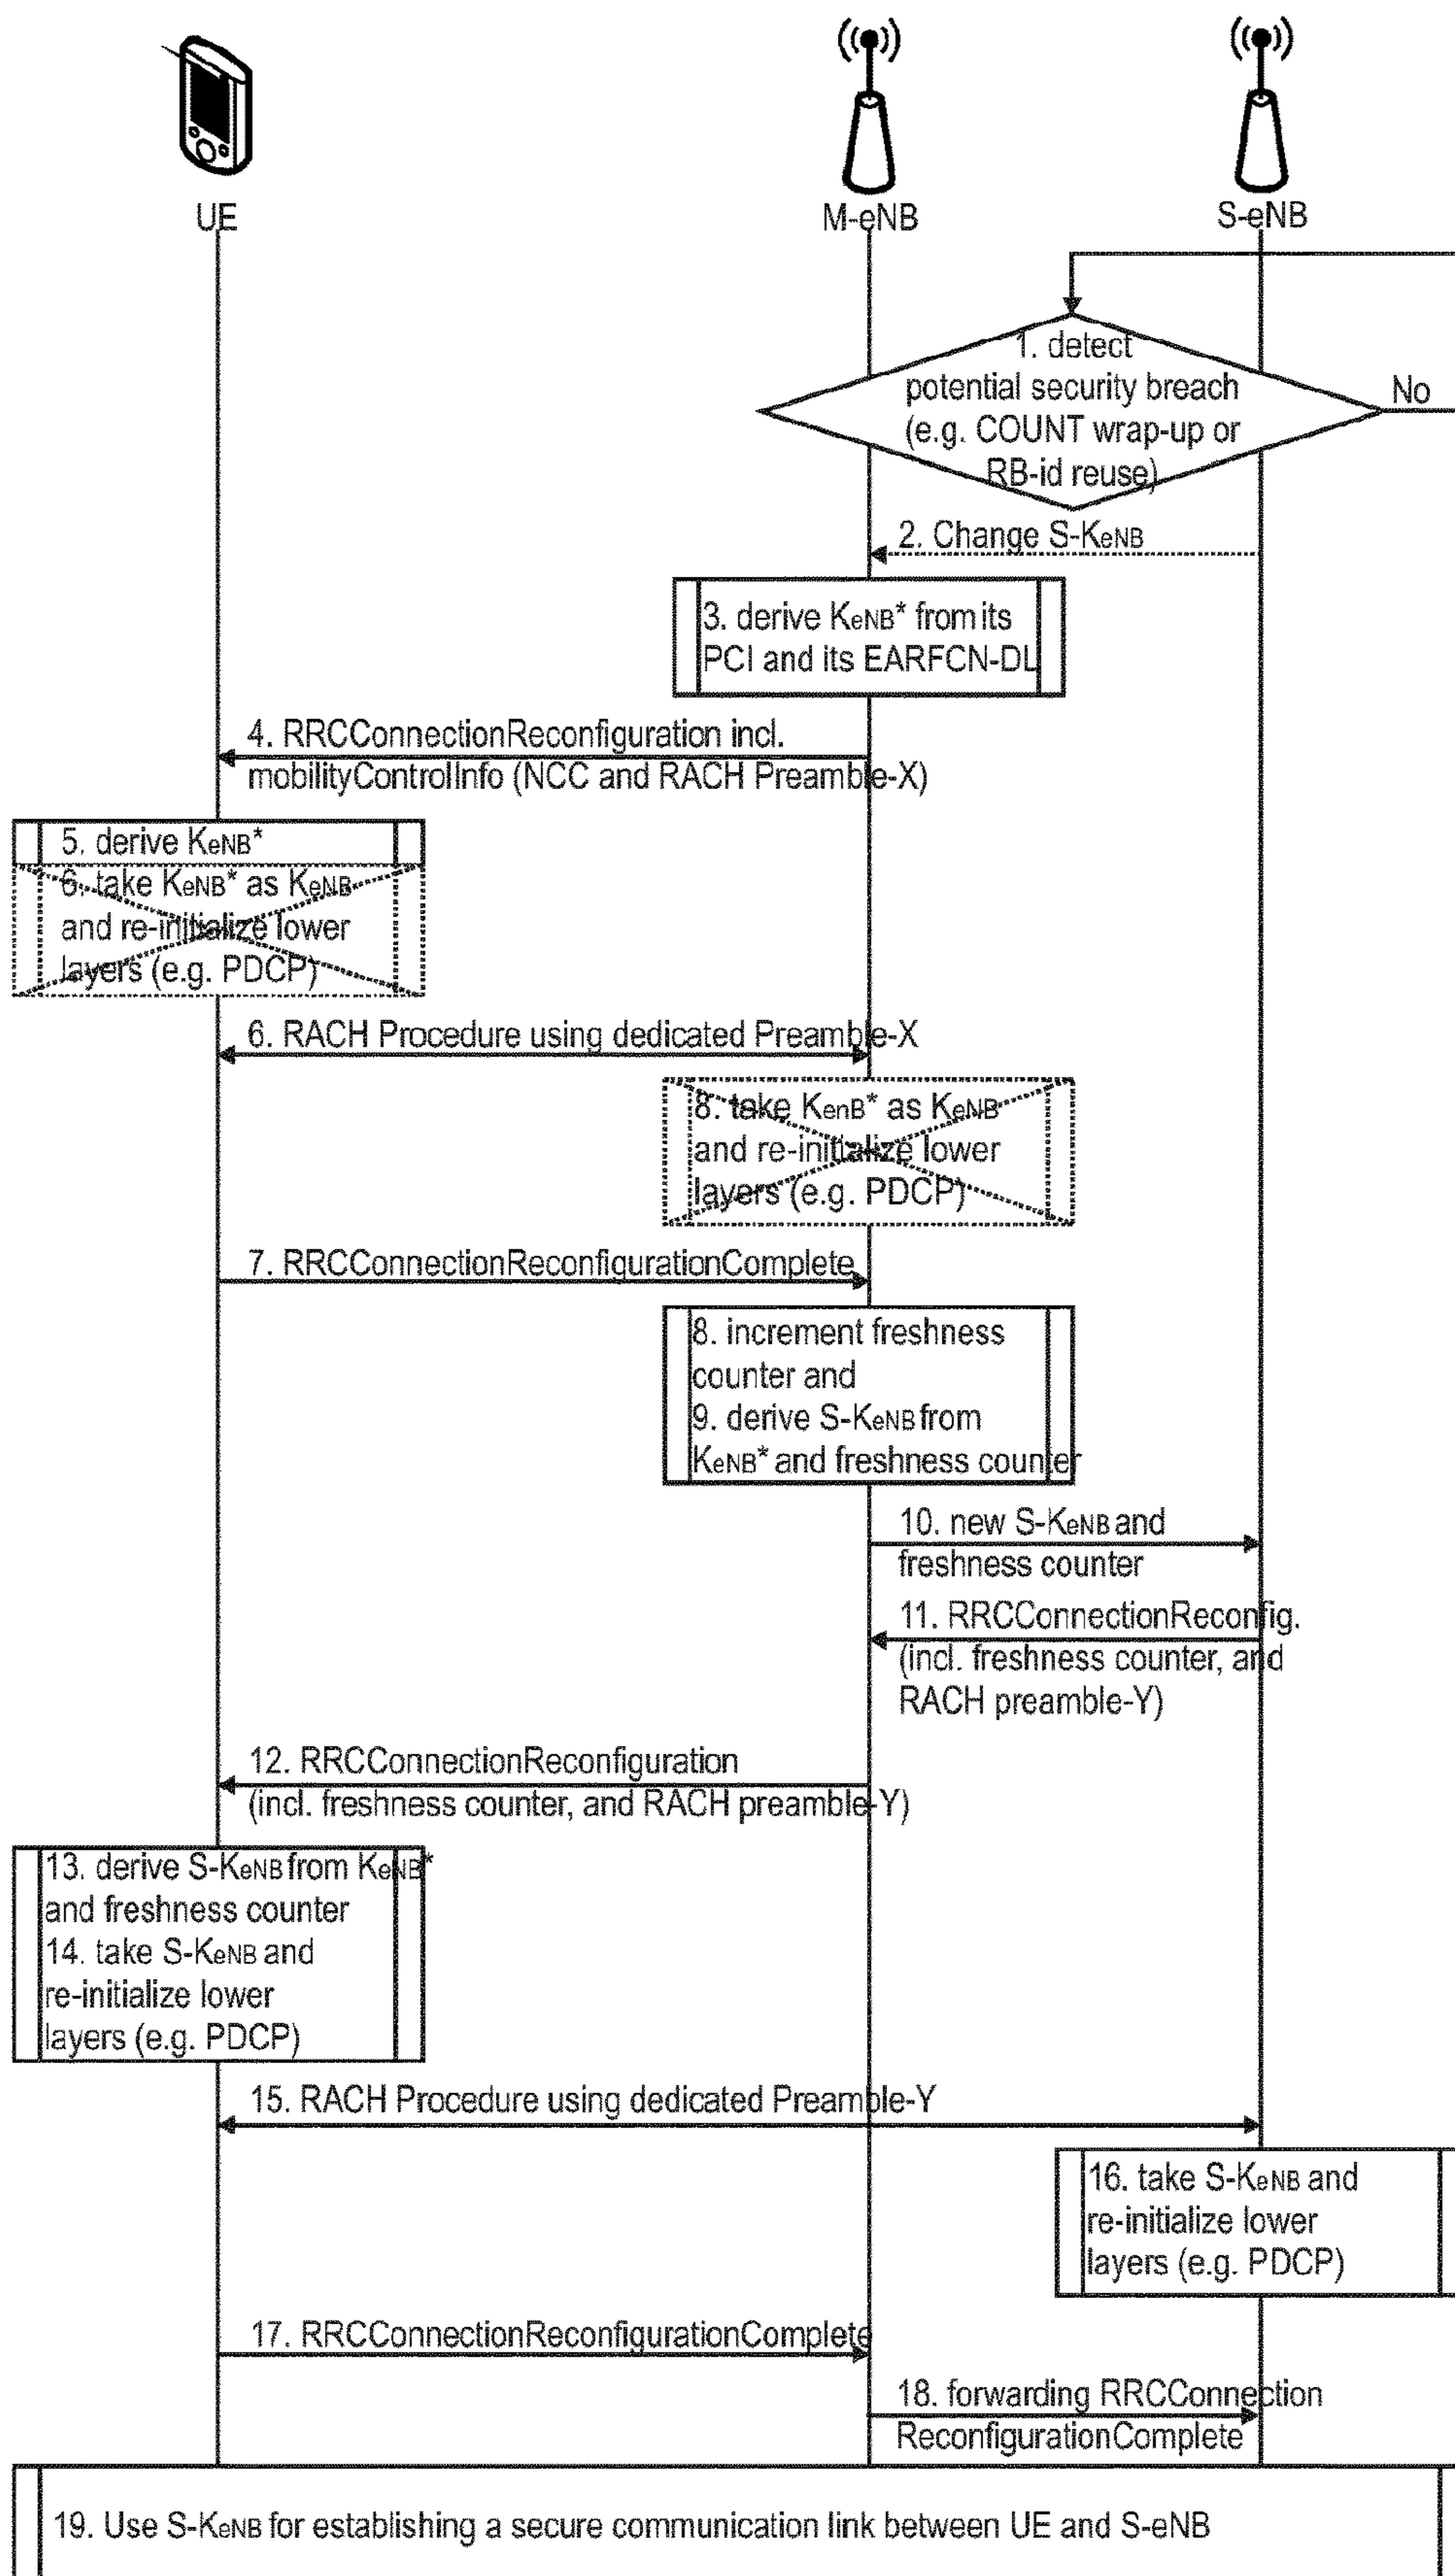 UE
M-eNB
S-eNB
1. detect
potential security breach
(e.g. COUNT wrap-up or
RB-id reuse)
No
2. Change S-KeNB
3. derive KeNB* from its
PCI and its EARFCN-DL
4. RRCConnectionReconfiguration incl.
mobilityControlInfo (NCC and RACH Preamble-X)
5. derive KeNB*
6. take KeNB* as KeNB
and re-initialize lower
layers (e.g. PDCP)
6. RACH Procedure using dedicated Preamble-X
8. take KenB* as KeNB
and re-initialize lower
layers (e.g. PDCP)
7. RRCConnectionReconfigurationComplete
8. increment freshness
counter and
9. derive S-KeNB from
KeNB* and freshness counter
10. new S-KeNB and
freshness counter
11. RRCConnectionReconfig.
(incl. freshness counter, and
RACH preamble-Y)
12. RRCConnectionReconfiguration
(incl. freshness counter, and RACH preamble-Y)
13. derive S-KeNB from KeNB*
and freshness counter
14. take S-KeNB and
re-initialize lower
layers (e.g. PDCP)
15. RACH Procedure using dedicated Preamble-Y
16. take S-KeNB and
re-initialize lower
layers (e.g. PDCP)
17. RRCConnectionReconfigurationComplete
18. forwarding RRCConnection
ReconfigurationComplete
19. Use S-KeNB for establishing a secure communication link between UE and S-eNB